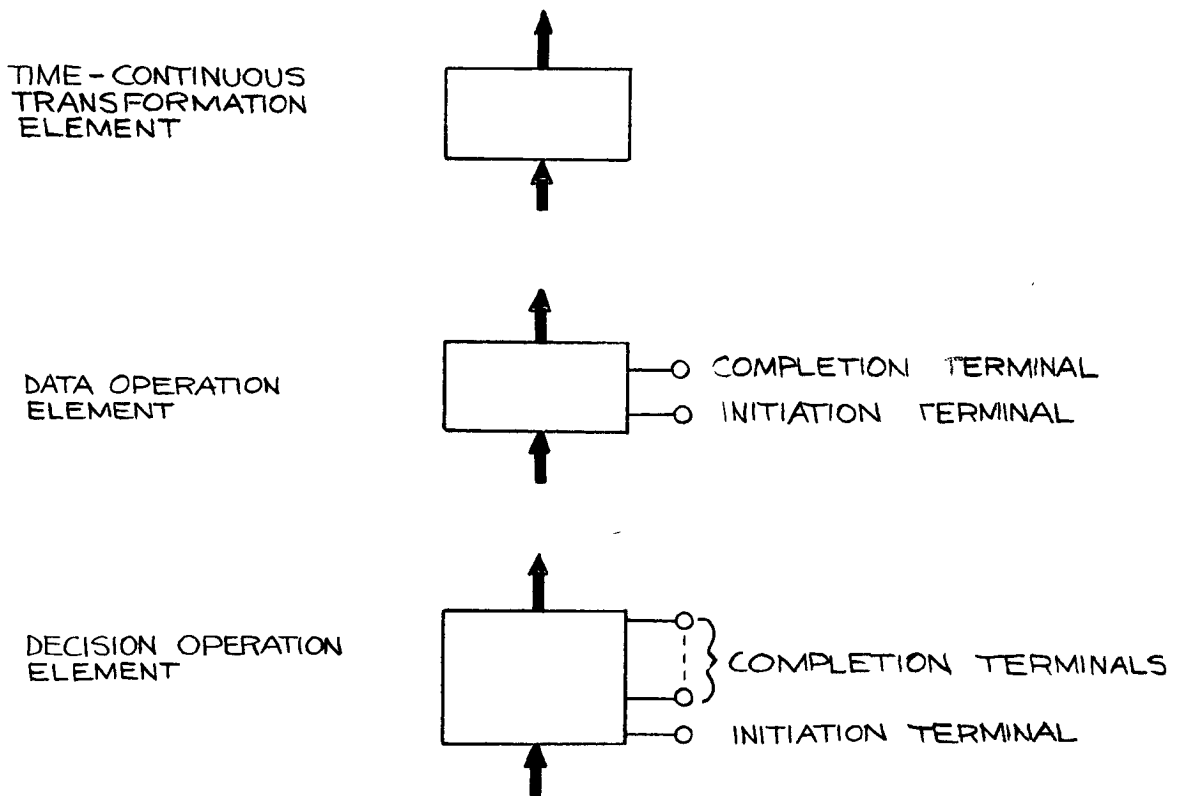 TIME-CONTINUOUS
TRANSFORMATION
ELEMENT
DATA OPERATION
ELEMENT
COMPLETION TERMINAL
INITIATION TERMINAL
DECISION OPERATION
ELEMENT
COMPLETION TERMINALS
INITIATION TERMINAL